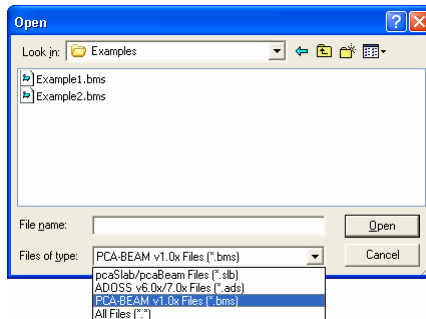 Open
Look in: Examples
Example1.bms
Example2.bms
File name:
Open
Files of type: PCA-BEAM v1.0x Files (*.bms)
Cancel
pcaSlab/pcaBeam Files (*.slb)
ADOSS v6.0x/7.0x Files (*.ads)
PCA-BEAM v1.0x Files (*.bms)
All Files (*.*)